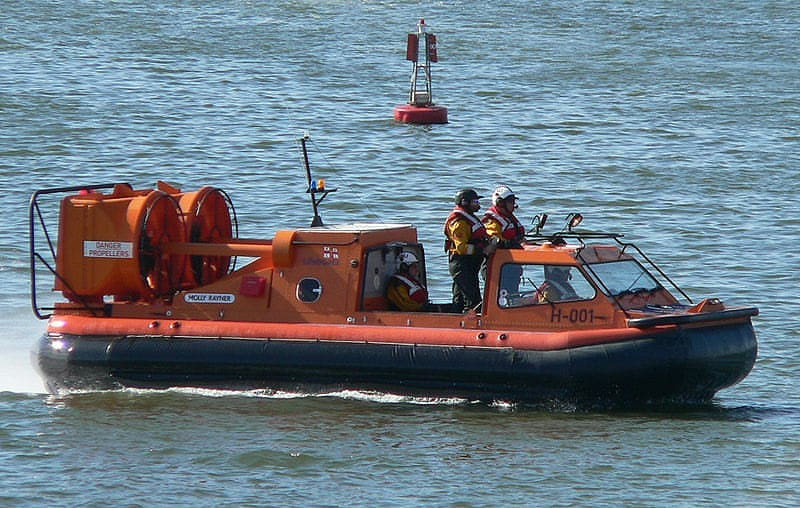 DANGER
PROPELLERS
MOLLY RAYNER
H-001